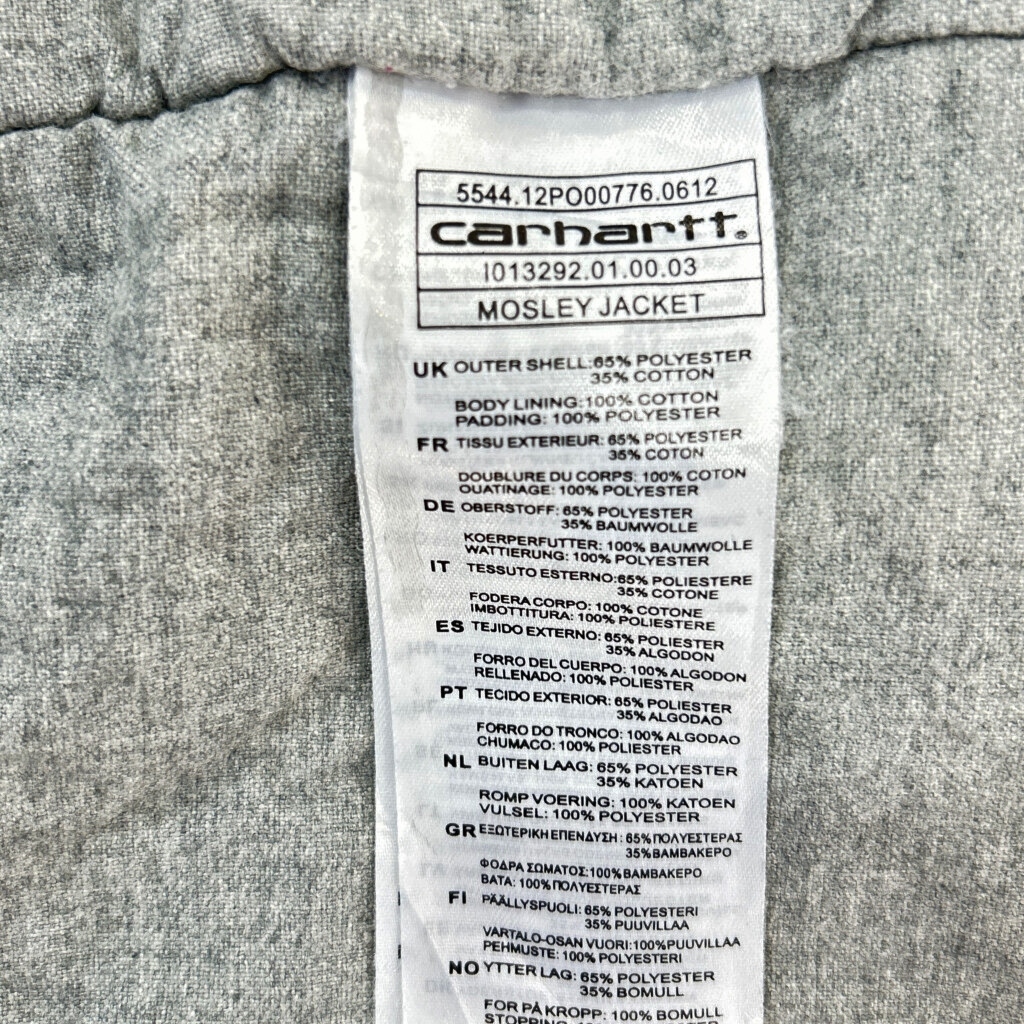 5544.12PO00776.0612
carhartt®
I013292.01.00.03
MOSLEY JACKET
UK OUTER SHELL:65% POLYESTER
35% COTTON
BODY LINING:100% COTTON
PADDING: 100% POLYESTER
FR TISSU EXTERIEUR: 65% POLYESTER
35% COTON
DOUBLURE DU CORPS: 100% COTON
OUATINAGE: 100% POLYESTER
DE OBERSTOFF: 65% POLYESTER
35% BAUMWOLLE
KOERPERFUTTER: 100% BAUMWOLLE
WATTIERUNG: 100% POLYESTER
IT TESSUTO ESTERNO:65% POLIESTERE
35% COTONE
FODERA CORPO: 100% COTONE
IMBOTTITURA: 100% POLIESTERE
ES TEJIDO EXTERNO: 65% POLIESTER
35% ALGODON
FORRO DEL CUERPO: 100% ALGODON
RELLENADO: 100% POLIESTER
PT TECIDO EXTERIOR: 65% POLIESTER
35% ALGODAO
FORRO DO TRONCO: 100% ALGODAO
CHUMACO: 100% POLIESTER
NL BUITEN LAAG: 65% POLYESTER
35% KATOEN
ROMP VOERING: 100% KATOEN
VULSEL: 100% POLYESTER
GR ΕΞΩΤΕΡΙΚΗ ΕΠΕΝΔΥΣΗ : 65% ΠΟΛΥΕΣΤΕΡΑΣ
35% ΒΑΜΒΑΚΕΡΟ
ΦΟΔΡΑ ΣΩΜΑΤΟΣ:100% ΒΑΜΒΑΚΕΡΟ
ΒΑΤΑ: 100% ΠΟΛΥΕΣΤΕΡΑΣ
FI PÄÄLLYSPUOLI: 65% POLYESTERI
35% PUUVILLAA
VARTALO-OSAN VUORI:100% PUUVILLAA
PEHMUSTE: 100% POLYESTERI
NO YTTER LAG: 65% POLYESTER
35% BOMULL
FOR PÅ KROPP: 100% BOMULL
STOPPING: 100% POLYESTER